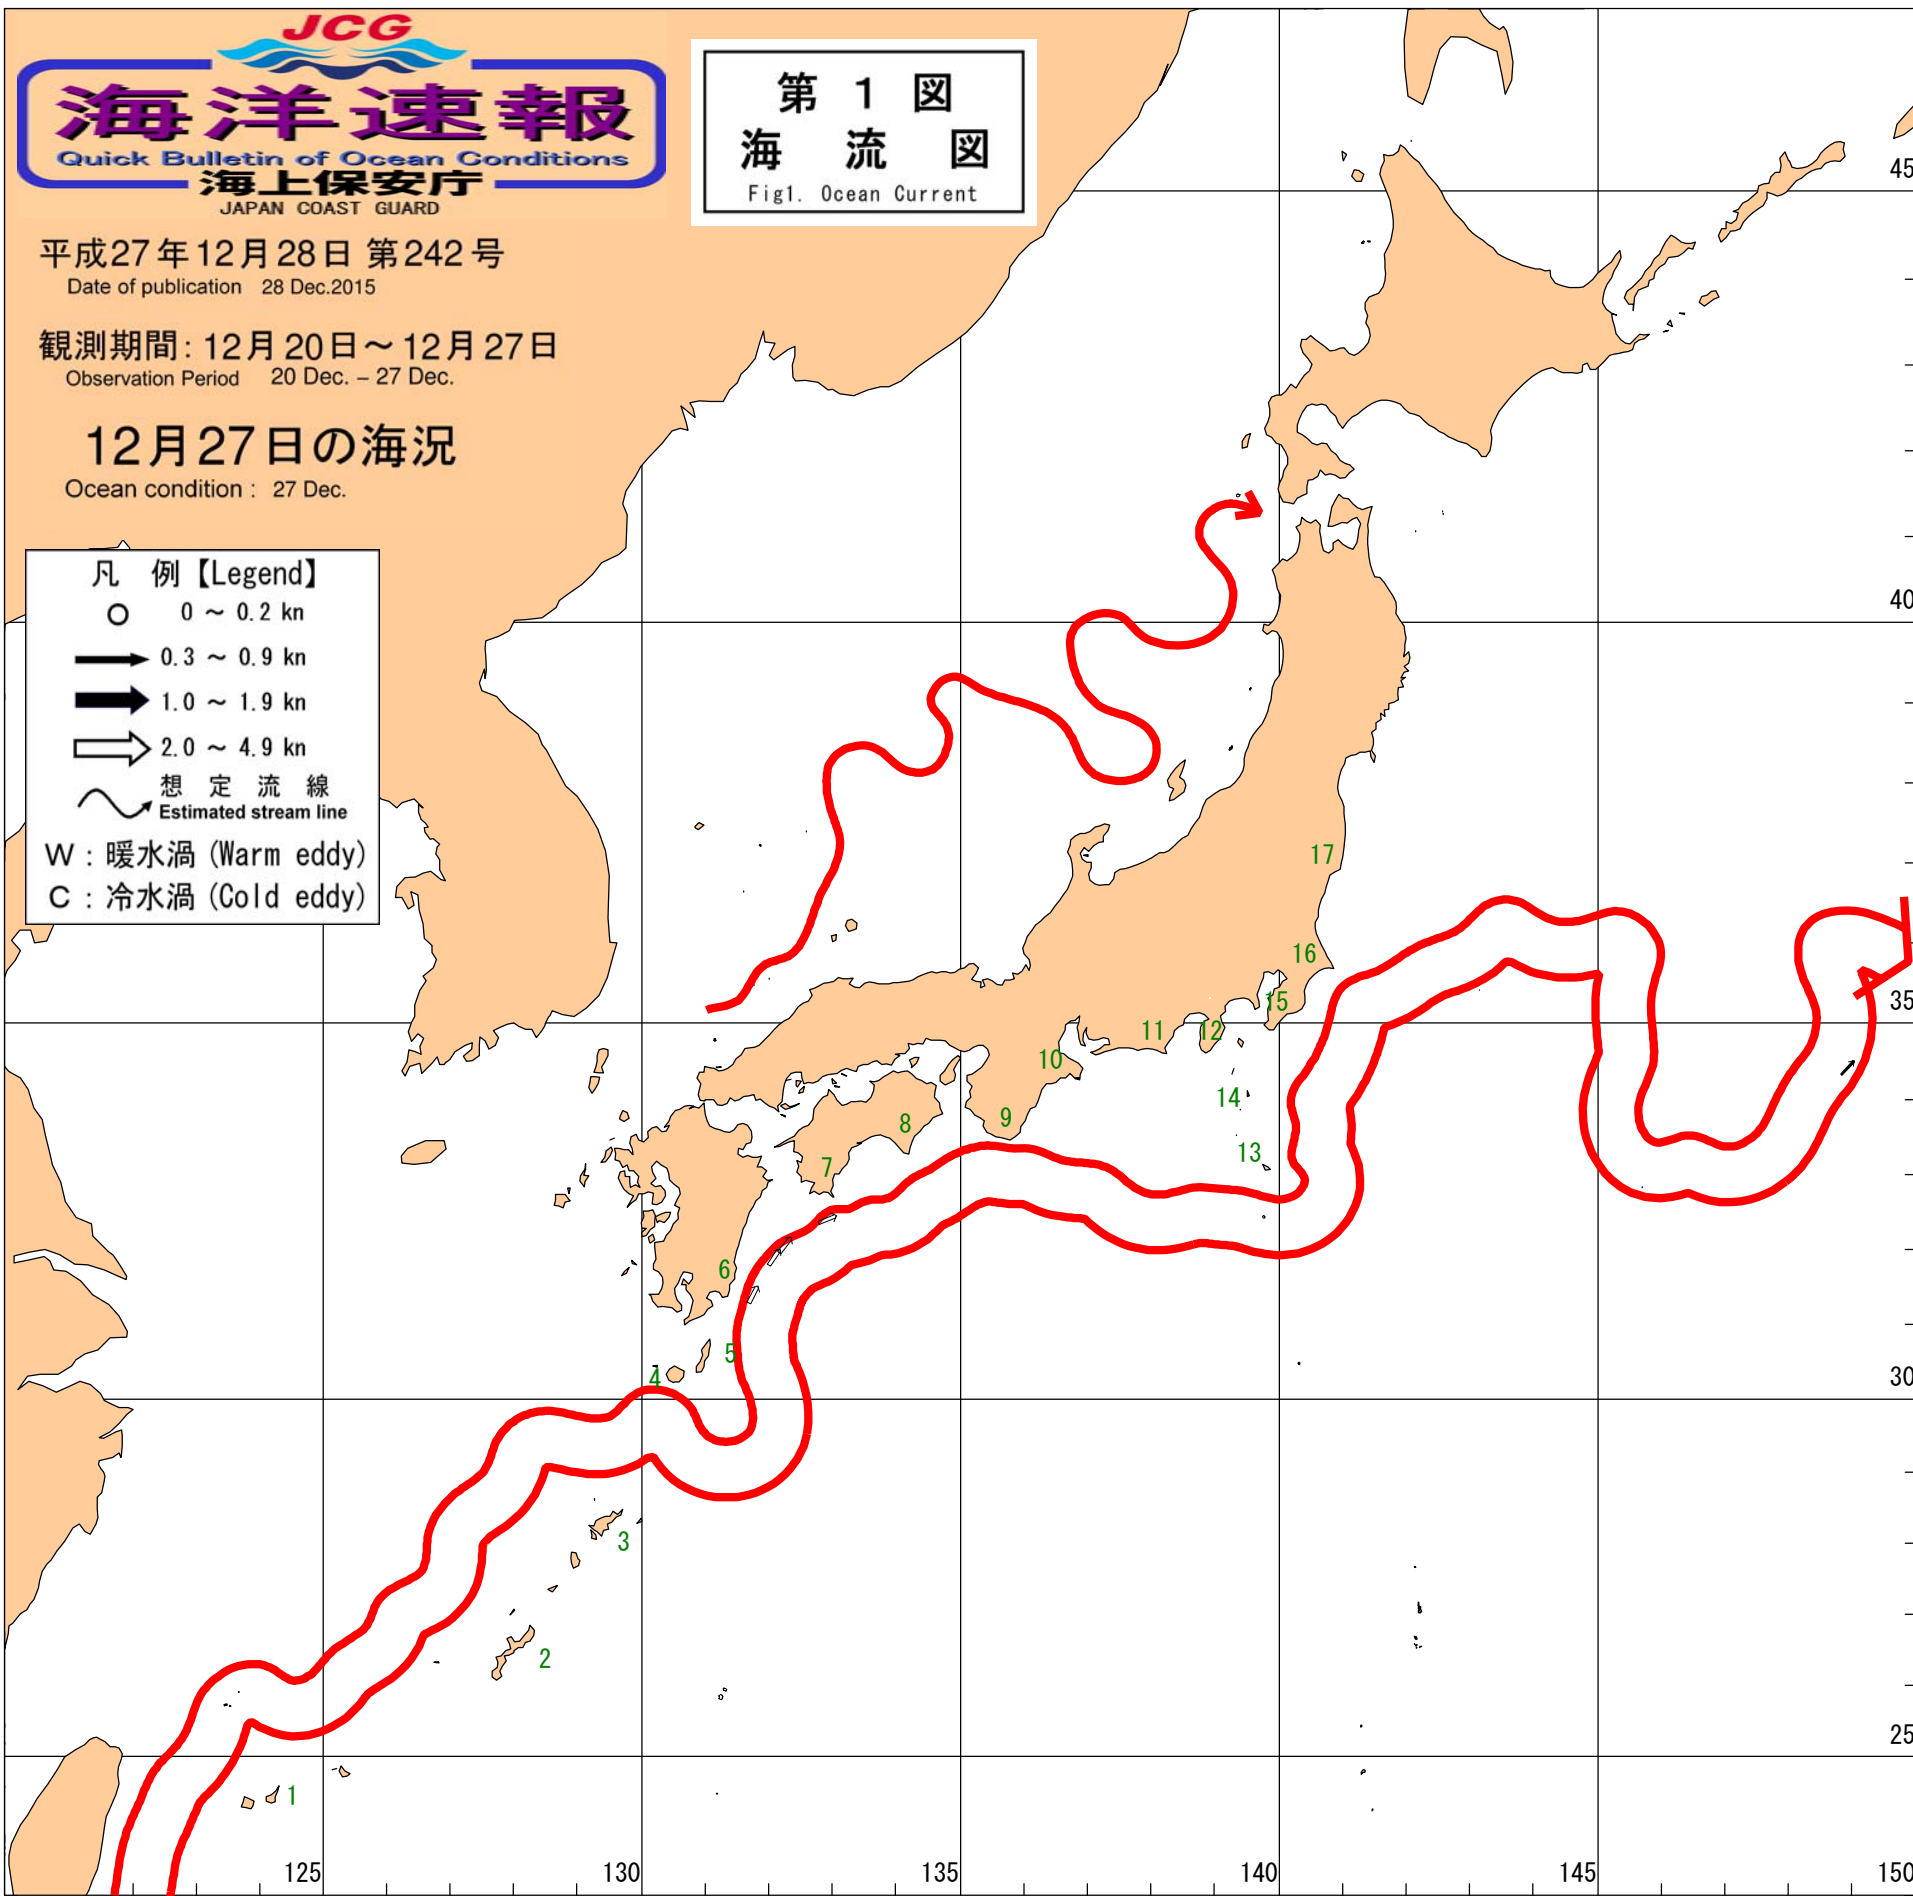 JCG
海洋速報
Quick Bulletin of Ocean Conditions
海上保安庁
JAPAN COAST GUARD
第 1 図
海 流 図
Fig1. Ocean Current
平成27年12月28日 第242号
Date of publication 28 Dec.2015
観測期間: 12月20日～12月27日
Observation Period 20 Dec. – 27 Dec.
12月27日の海況
Ocean condition : 27 Dec.
凡 例【Legend】
0 ～ 0.2 kn
0.3 ～ 0.9 kn
1.0 ～ 1.9 kn
2.0 ～ 4.9 kn
想 定 流 線
Estimated stream line
W : 暖水渦 (Warm eddy)
C : 冷水渦 (Cold eddy)
45
40
35
30
25
17
16
15
12
11
10
14
9
8
13
7
6
5
4
3
2
1
125
130
135
140
145
150